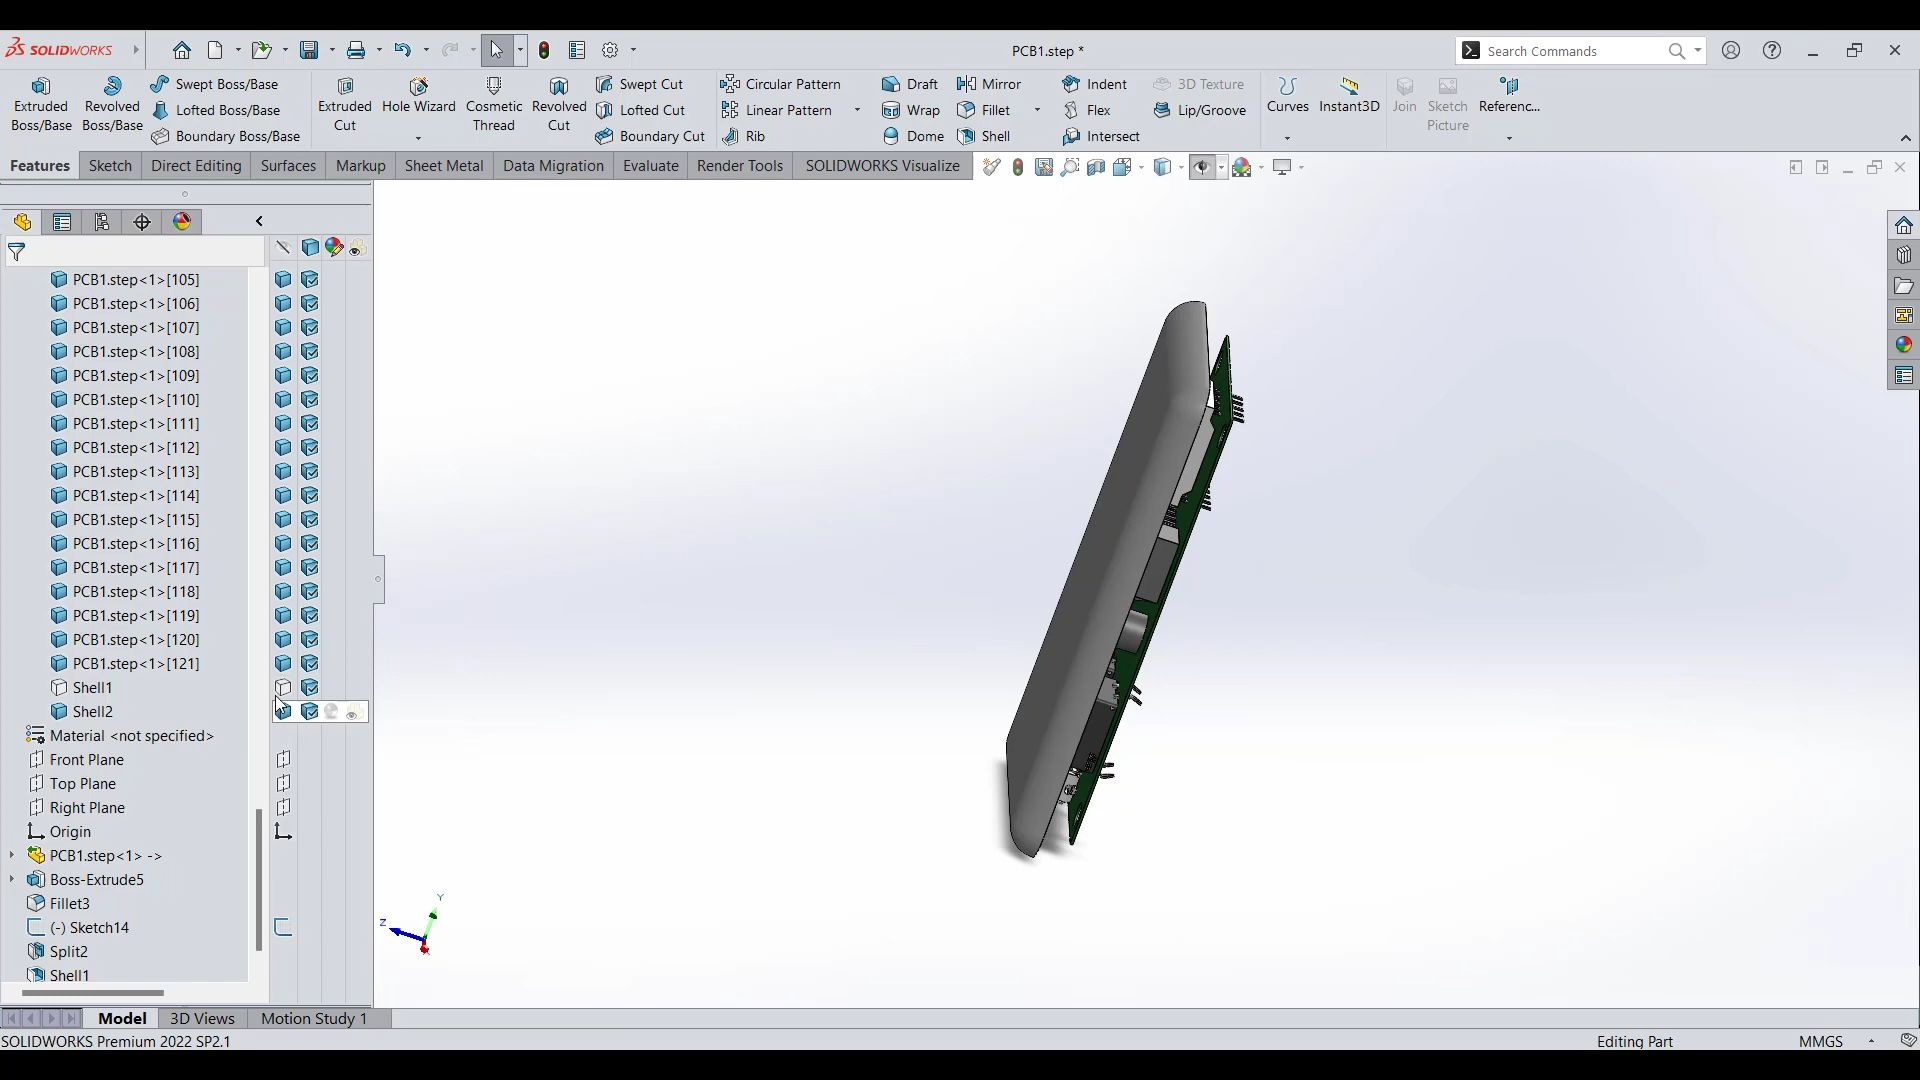 SOLIDWORKS
PCB1.step *
Search Commands
Extruded Boss/Base
Revolved Boss/Base
Swept Boss/Base
Lofted Boss/Base
Boundary Boss/Base
Extruded Cut
Hole Wizard
Cosmetic Thread
Revolved Cut
Swept Cut
Lofted Cut
Boundary Cut
Circular Pattern
Linear Pattern
Rib
Draft
Wrap
Dome
Mirror
Fillet
Shell
Indent
Flex
Intersect
3D Texture
Lip/Groove
Curves
Instant3D
Join
Sketch Picture
Referenc...
Features
Sketch
Direct Editing
Surfaces
Markup
Sheet Metal
Data Migration
Evaluate
Render Tools
SOLIDWORKS Visualize
PCB1.step<1>[105]
PCB1.step<1>[106]
PCB1.step<1>[107]
PCB1.step<1>[108]
PCB1.step<1>[109]
PCB1.step<1>[110]
PCB1.step<1>[111]
PCB1.step<1>[112]
PCB1.step<1>[113]
PCB1.step<1>[114]
PCB1.step<1>[115]
PCB1.step<1>[116]
PCB1.step<1>[117]
PCB1.step<1>[118]
PCB1.step<1>[119]
PCB1.step<1>[120]
PCB1.step<1>[121]
Shell1
Shell2
Material <not specified>
Front Plane
Top Plane
Right Plane
Origin
PCB1.step<1> ->
Boss-Extrude5
Fillet3
(-) Sketch14
Split2
Shell1
Y
Z
X
Model
3D Views
Motion Study 1
SOLIDWORKS Premium 2022 SP2.1
Editing Part
MMGS